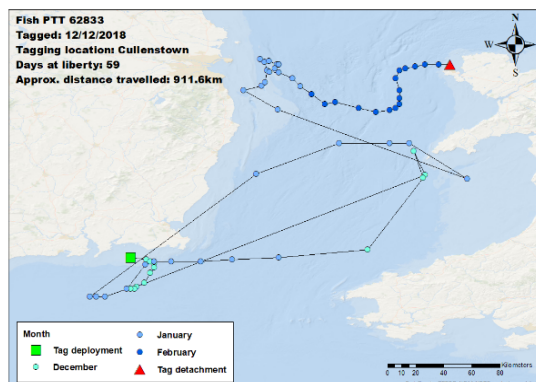 Fish PTT 62833
Tagged: 12/12/2018
Tagging location: Cullenstown
Days at liberty: 59
Approx. distance travelled: 911.6km
N
W E
S
Month
Tag deployment
December
January
February
Tag detachment
0 10 20 40 60 80
Kilometers